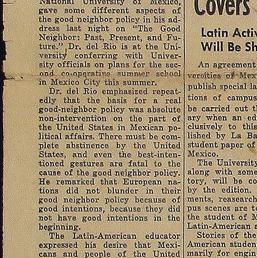 National University of Mexico,
gave some different aspects of
the good neighbor policy in his ad-
dress last night on "The Good
Neighbor: Past, Present, and Fu-
ture." Dr. del Rio is at the Uni-
versity conferring with Univer-
sity officials on plans for the sec-
ond co-operative summer school
in Mexico City this summer.
Dr. del Rio emphasized repeat-
edly that the basis for a real
good-neighbor policy was absolute
non-intervention on the part of
the United States in Mexican po-
litical affairs. There must be com-
plete abstinence by the United
States, and even the best-inten-
tioned gestures are fatal to the
cause of the good neighbor policy.
He remarked that European na-
tions did not blunder in their
good neighbor policy because of
good intentions, because they did
not have good intentions in the
beginning.
The Latin-American educator
expressed his desire that Mexi-
cans and people of the United
Covers
Latin Activ
Will Be Sh
An agreement
versities of Mexi
publish special la
tions of campus
be carried out th
ary when an ed
clusively to this
lished by La Ba
student paper of
Mexico.
The University
along with some
tory, will be co
by the edition.
ments, research
pus scenes are to
the student of M
Latin-American r
Stories of the
American student
marily for engin